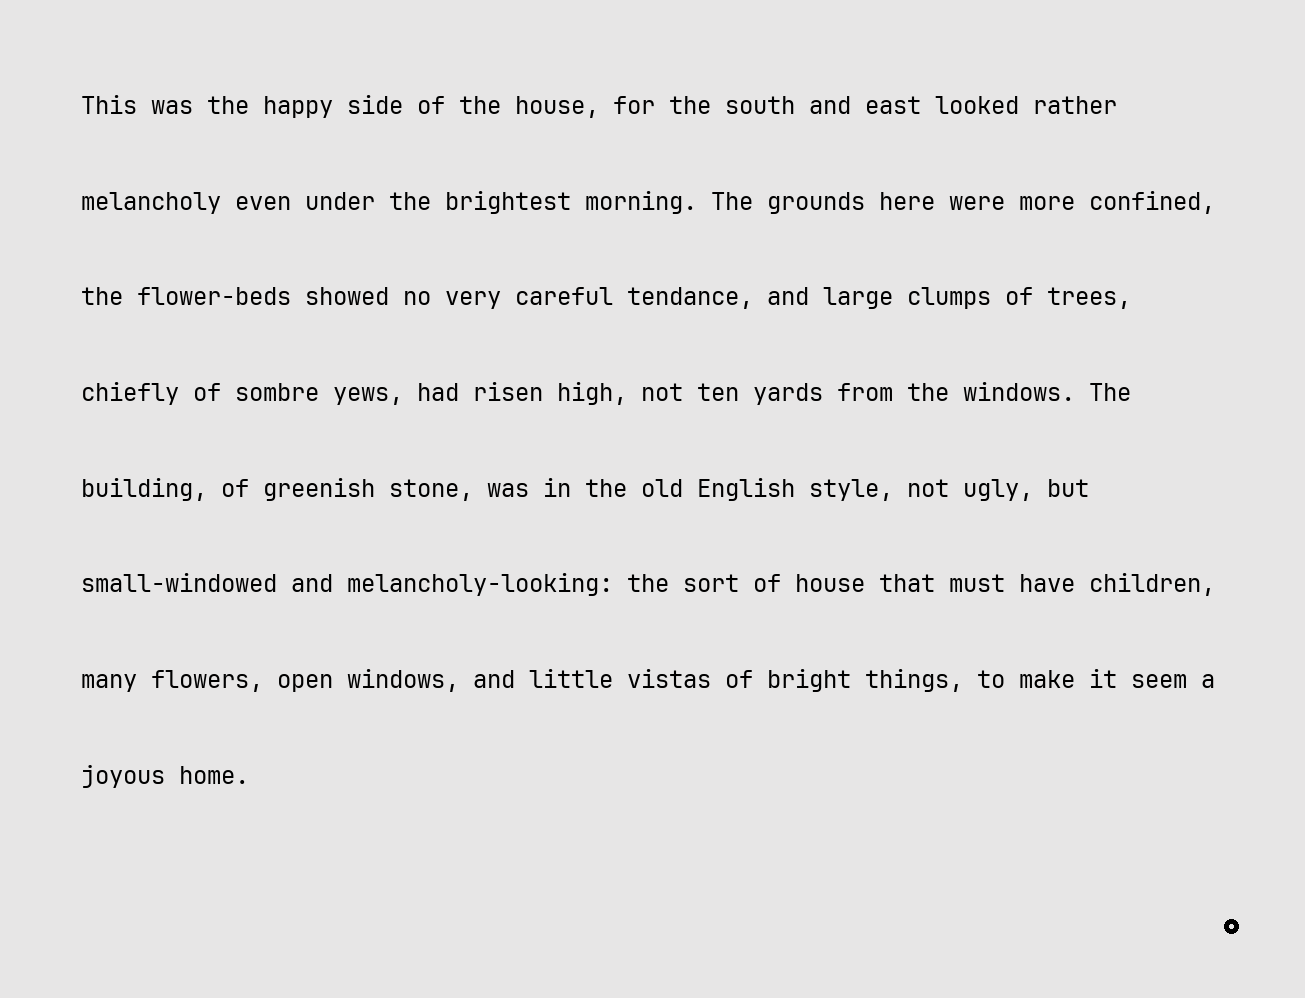 This was the happy side of the house, for the south and east looked rather
melancholy even under the brightest morning. The grounds here were more confined,
the flower-beds showed no very careful tendance, and large clumps of trees,
chiefly of sombre yews, had risen high, not ten yards from the windows. The
building, of greenish stone, was in the old English style, not ugly, but
small-windowed and melancholy-looking: the sort of house that must have children,
many flowers, open windows, and little vistas of bright things, to make it seem a
joyous home.